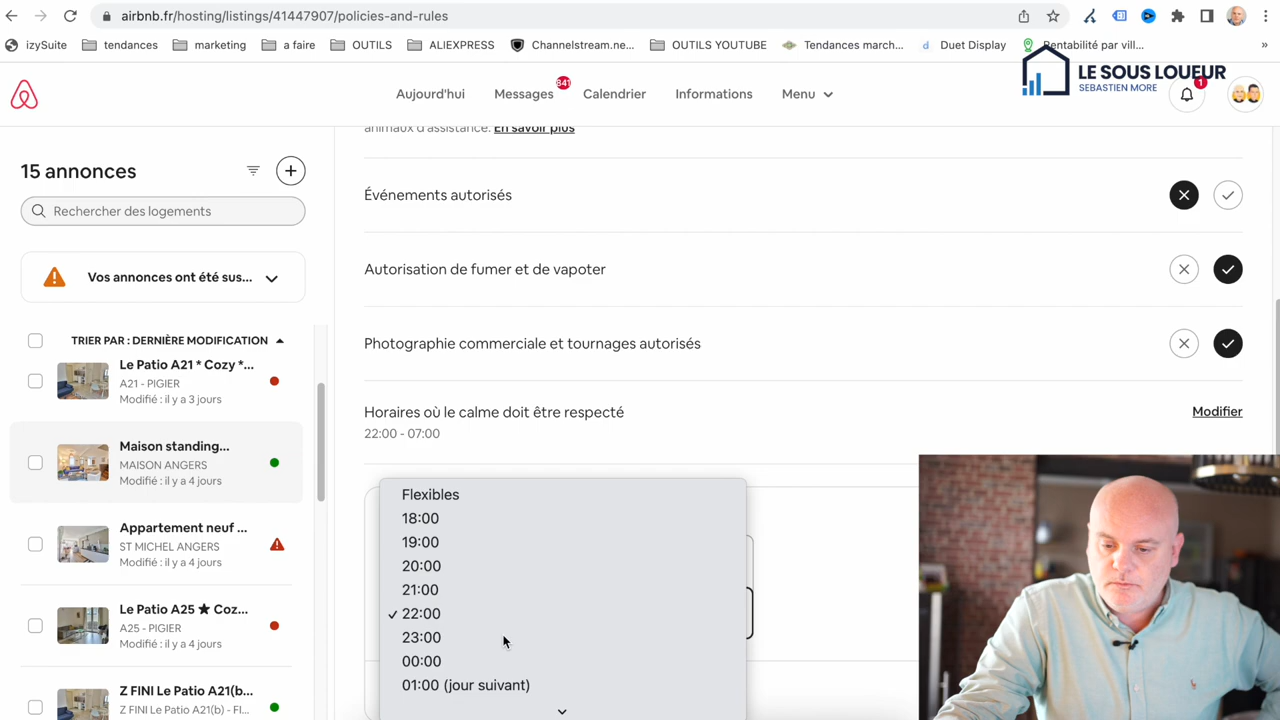 airbnb.fr/hosting/listings/41447907/policies-and-rules
izySuite
tendances
marketing
a faire
OUTILS
ALIEXPRESS
Channelstream.ne...
OUTILS YOUTUBE
Tendances march...
Duet Display
Rentabilité par vill...
»
LE SOUS LOUEUR
SEBASTIEN MORE
Aujourd'hui
Messages
841
Calendrier
Informations
Menu
1
15 annonces
Rechercher des logements
Vos annonces ont été sus...
TRIER PAR : DERNIÈRE MODIFICATION
Le Patio A21 * Cozy *...
A21 - PIGIER
Modifié : il y a 3 jours
Maison standing...
MAISON ANGERS
Modifié : il y a 4 jours
Appartement neuf ...
ST MICHEL ANGERS
Modifié : il y a 4 jours
Le Patio A25 ★ Coz...
A25 - PIGIER
Modifié : il y a 4 jours
Z FINI Le Patio A21(b...
Z FINI Le Patio A21(b) - FI...
animaux d'assistance. En savoir plus
Événements autorisés
Autorisation de fumer et de vapoter
Photographie commerciale et tournages autorisés
Horaires où le calme doit être respecté
Modifier
22:00 - 07:00
Flexibles
18:00
19:00
20:00
21:00
✓ 22:00
23:00
00:00
01:00 (jour suivant)